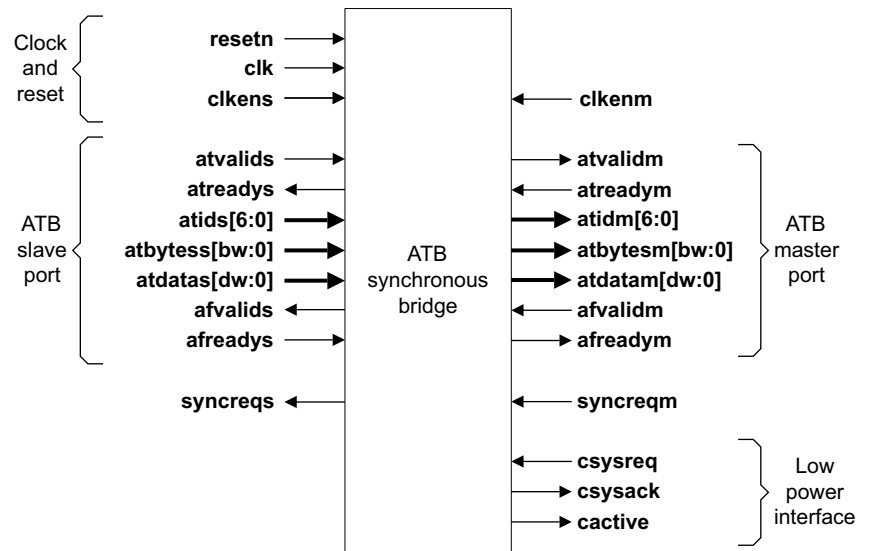 Clock
and
reset
resetn
clk
clkens
clkenm
ATB
slave
port
atvalids
atreadys
atids[6:0]
atbytess[bw:0]
atdatas[dw:0]
afvalids
afreadys
syncreqs
ATB
synchronous
bridge
atvalidm
atreadym
atidm[6:0]
atbytesm[bw:0]
atdatam[dw:0]
afvalidm
afreadym
ATB
master
port
syncreqm
csysreq
csysack
cactive
Low
power
interface